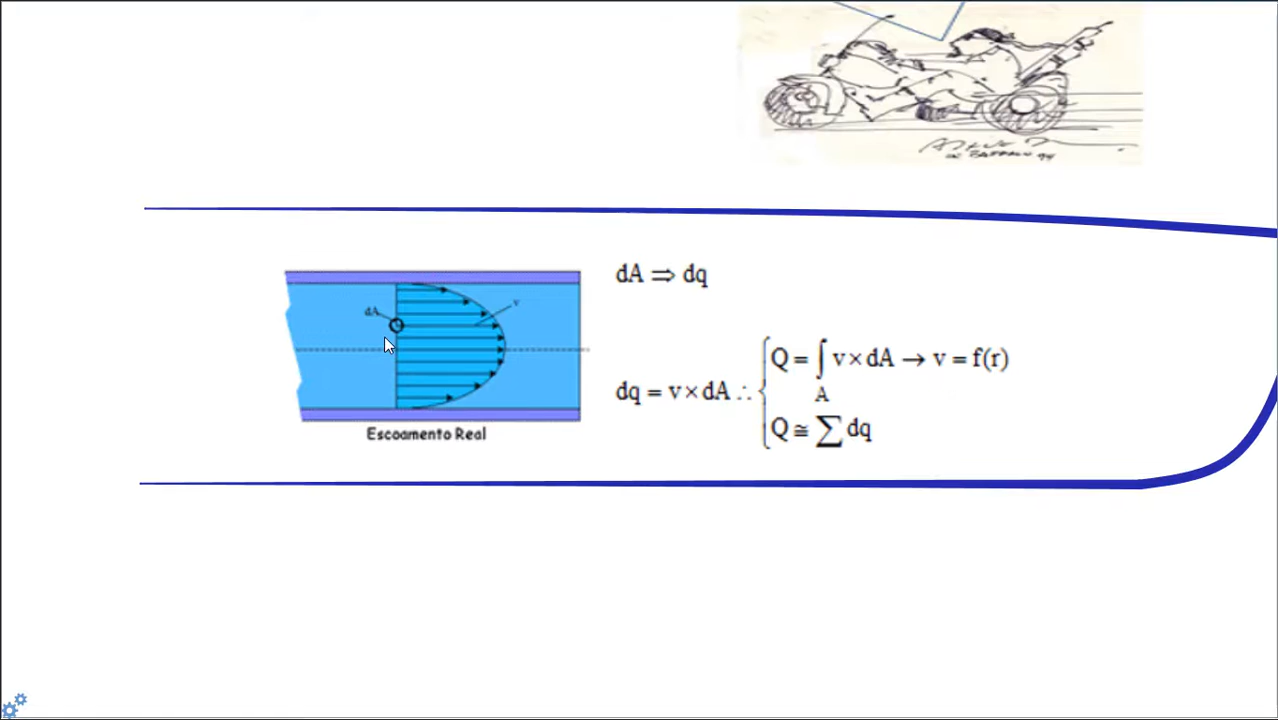 dA ⇒ dq
dA
v
dq = v×dA ∴ { Q = ∫ v×dA → v = f(r)
A
Q ≅ ∑ dq
Escoamento Real